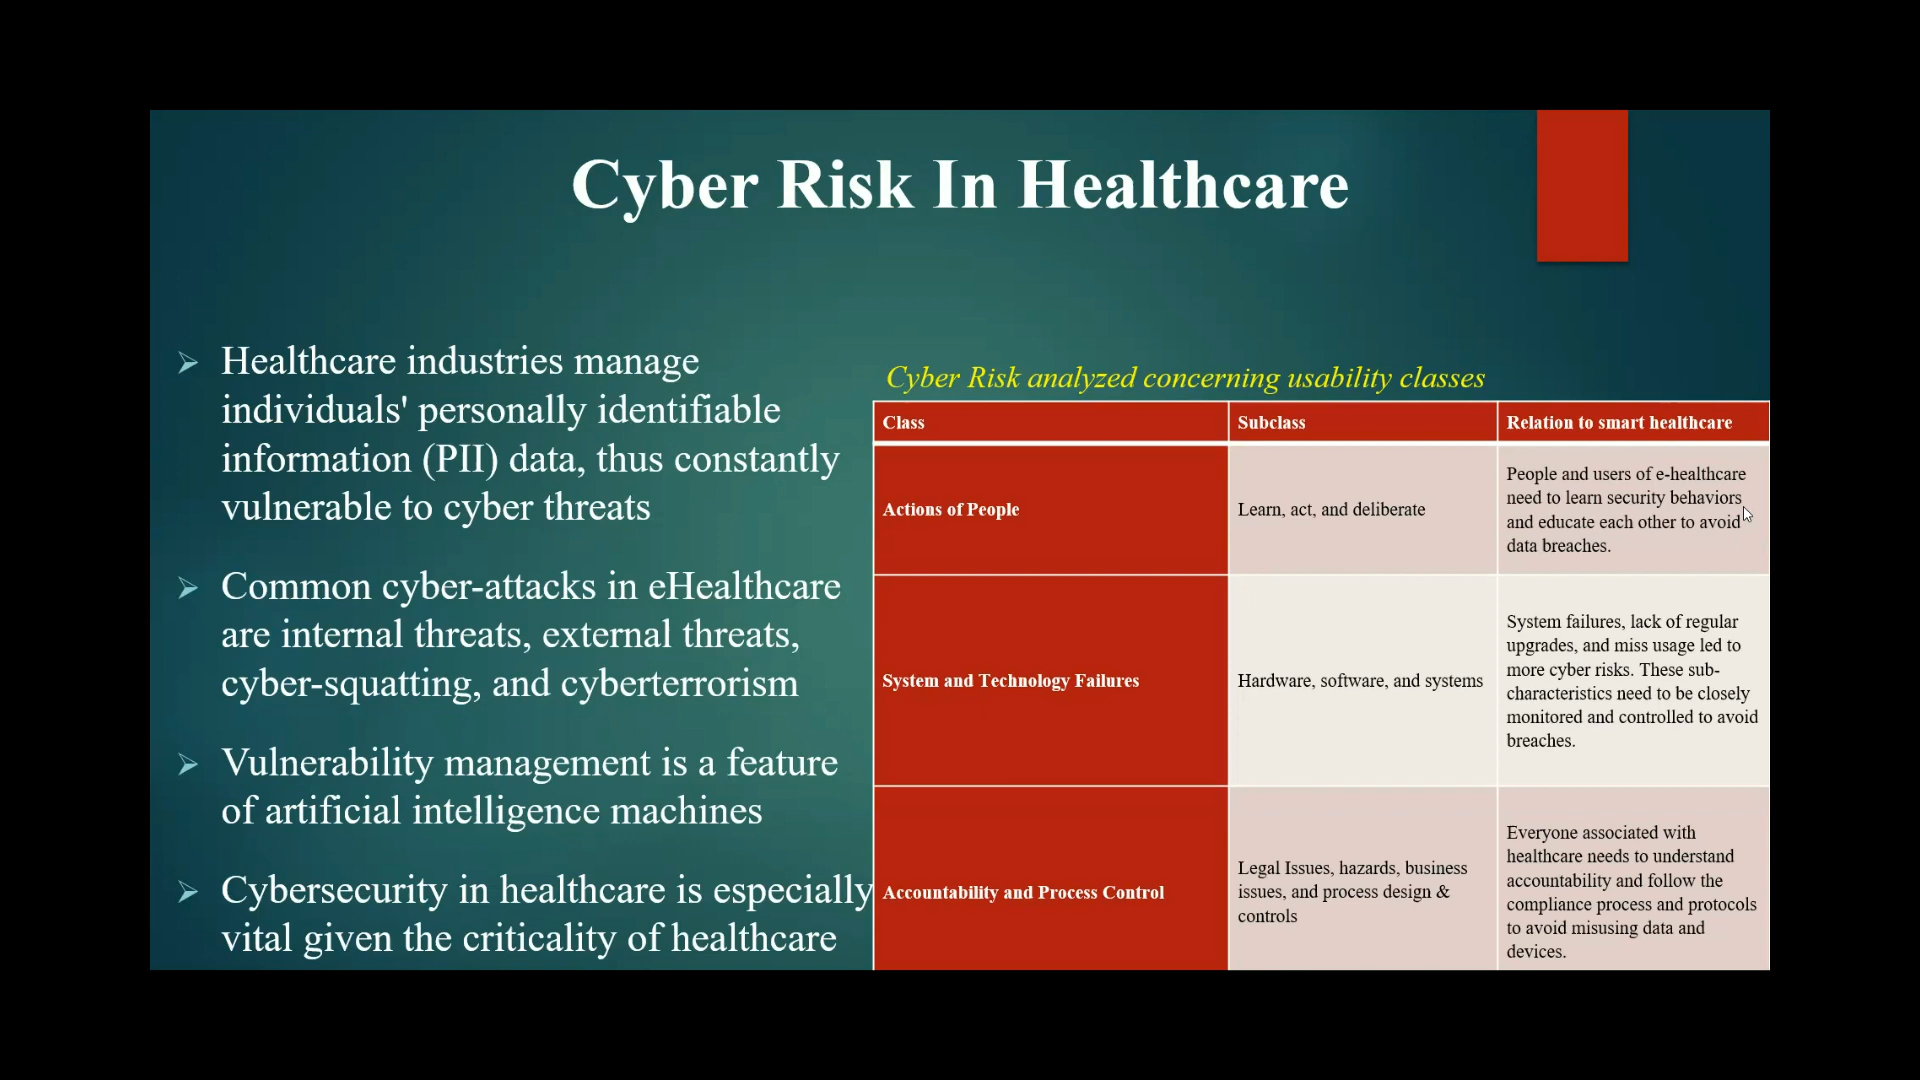 Cyber Risk In Healthcare
Healthcare industries manage
individuals' personally identifiable
information (PII) data, thus constantly
vulnerable to cyber threats
Common cyber-attacks in eHealthcare
are internal threats, external threats,
cyber-squatting, and cyberterrorism
Vulnerability management is a feature
of artificial intelligence machines
Cybersecurity in healthcare is especially
vital given the criticality of healthcare
Cyber Risk analyzed concerning usability classes
Class
Subclass
Relation to smart healthcare
Actions of People
Learn, act, and deliberate
People and users of e-healthcare
need to learn security behaviors
and educate each other to avoid
data breaches.
System and Technology Failures
Hardware, software, and systems
System failures, lack of regular
upgrades, and miss usage led to
more cyber risks. These sub-
characteristics need to be closely
monitored and controlled to avoid
breaches.
Accountability and Process Control
Legal Issues, hazards, business
issues, and process design &
controls
Everyone associated with
healthcare needs to understand
accountability and follow the
compliance process and protocols
to avoid misusing data and
devices.